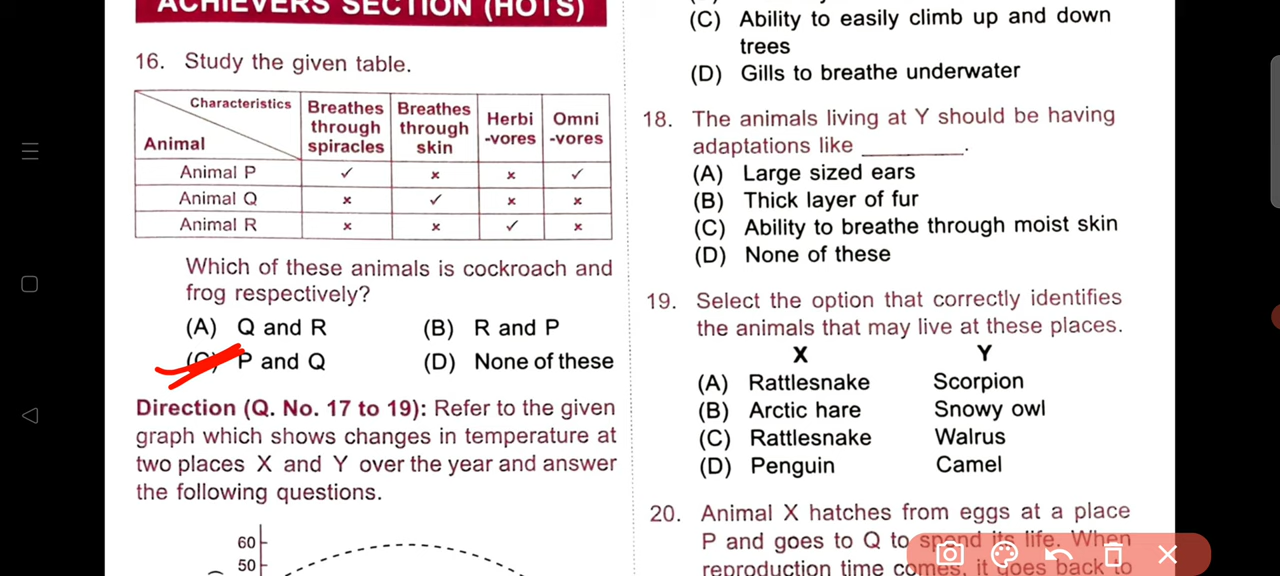 ACHIEVERS SECTION (HOTS)
16. Study the given table.
Characteristics
Animal
Breathes through spiracles
Breathes through skin
Herbi-vores
Omni-vores
Animal P ✓ x x ✓
Animal Q x ✓ x x
Animal R x x ✓ x
Which of these animals is cockroach and
frog respectively?
(A) Q and R (B) R and P
(C) P and Q (D) None of these
Direction (Q. No. 17 to 19): Refer to the given
graph which shows changes in temperature at
two places X and Y over the year and answer
the following questions.
60
50
(C) Ability to easily climb up and down
trees
(D) Gills to breathe underwater
18. The animals living at Y should be having
adaptations like ________.
(A) Large sized ears
(B) Thick layer of fur
(C) Ability to breathe through moist skin
(D) None of these
19. Select the option that correctly identifies
the animals that may live at these places.
X Y
(A) Rattlesnake Scorpion
(B) Arctic hare Snowy owl
(C) Rattlesnake Walrus
(D) Penguin Camel
20. Animal X hatches from eggs at a place
P and goes to Q to spend its life. When
reproduction time comes, it goes back to